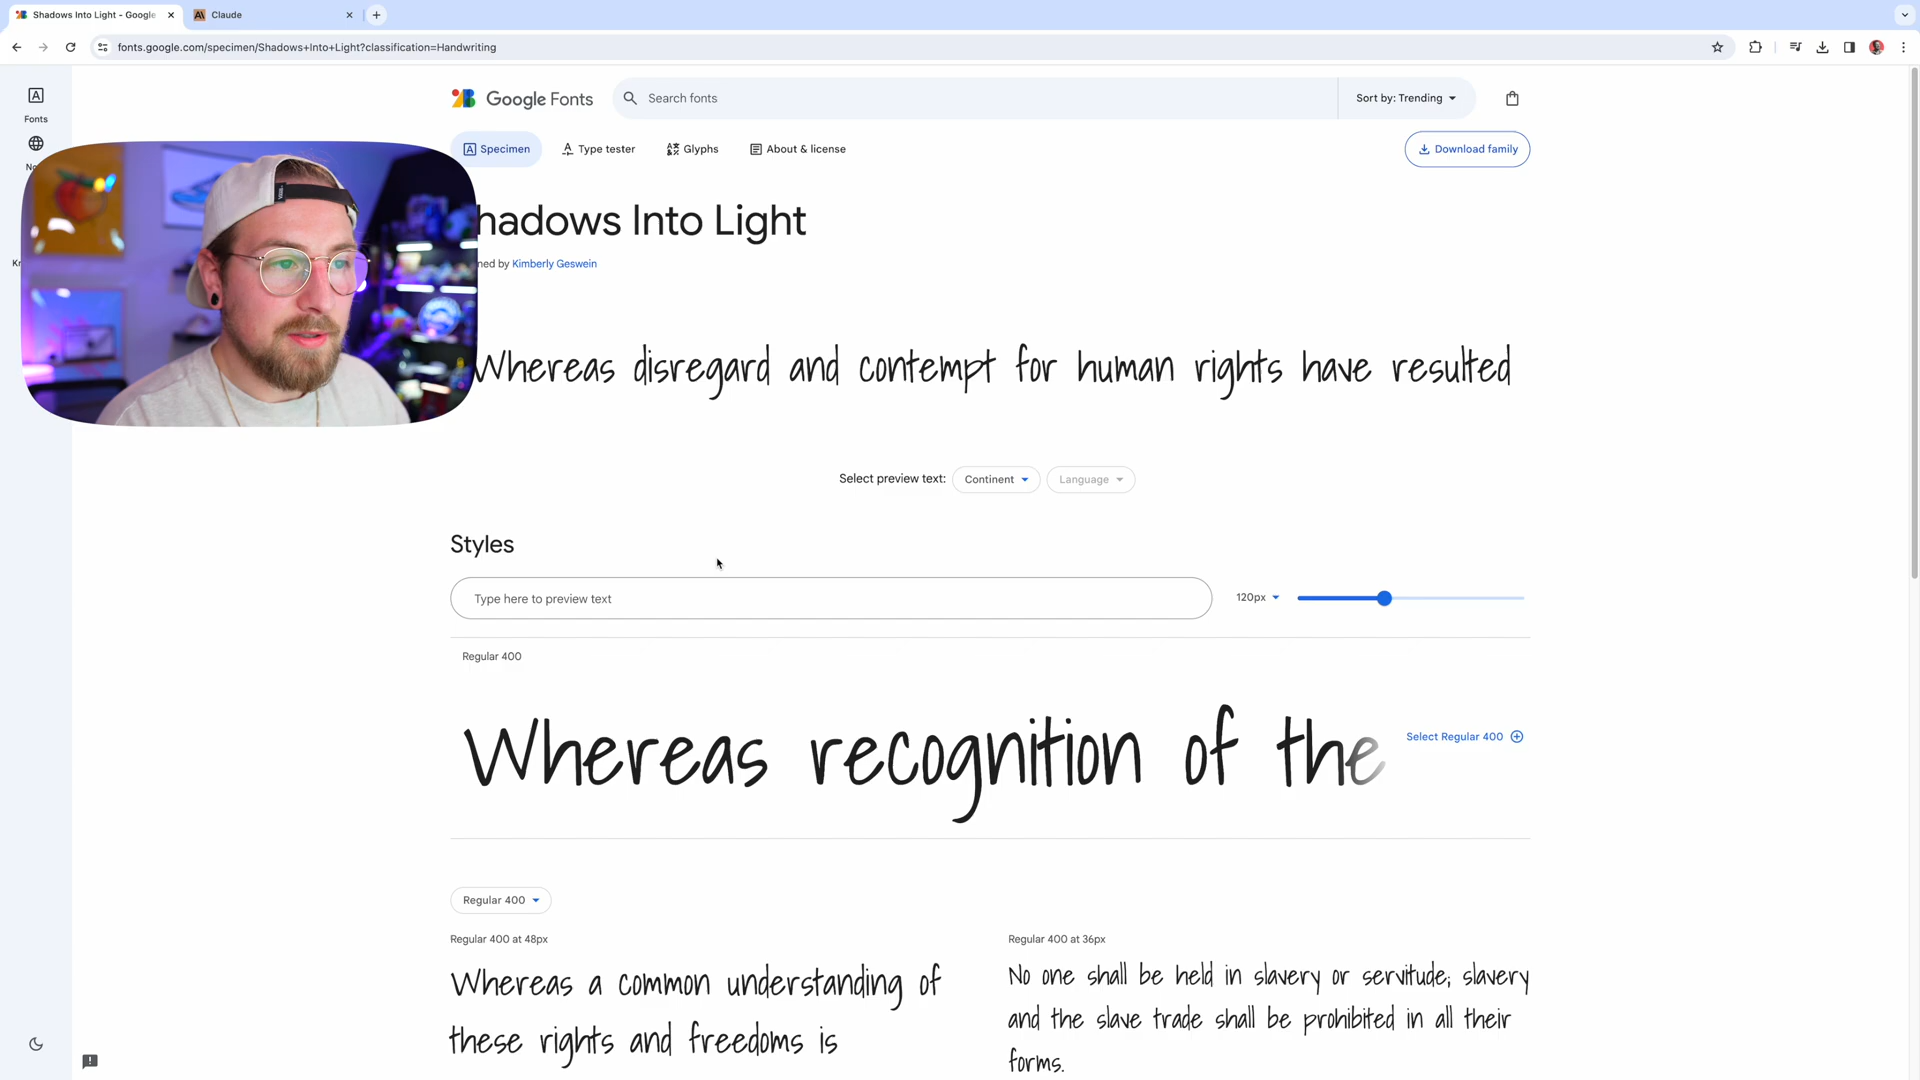 Shadows Into Light - Google
Claude
fonts.google.com/specimen/Shadows+Into+Light?classification=Handwriting
Fonts
Google Fonts
Search fonts
Sort by: Trending
Specimen
Type tester
Glyphs
About & license
Download family
hadows Into Light
ned by Kimberly Geswein
Whereas disregard and contempt for human rights have resulted
Select preview text:
Continent
Language
Styles
Type here to preview text
120px
Regular 400
Whereas recognition of the
Select Regular 400
Regular 400
Regular 400 at 48px
Whereas a common understanding of
these rights and freedoms is
Regular 400 at 36px
No one shall be held in slavery or servitude; slavery
and the slave trade shall be prohibited in all their
forms.